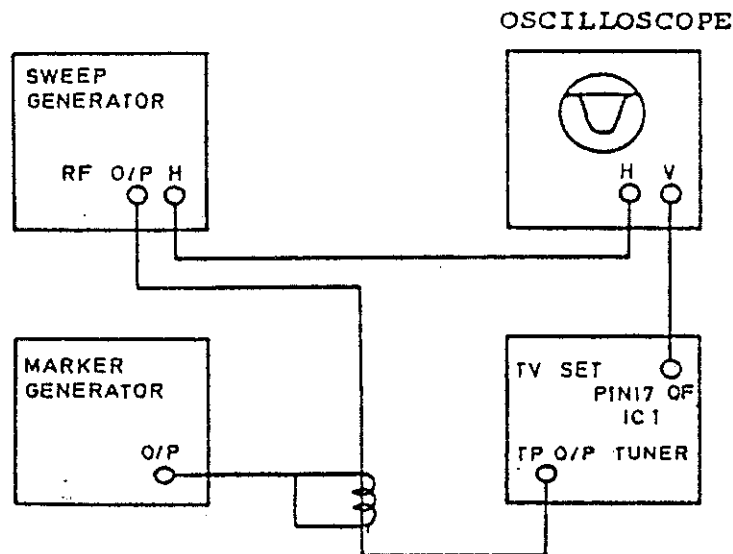 OSCILLOSCOPE
SWEEP
GENERATOR
RF O/P H
H V
MARKER
GENERATOR
O/P
TV SET
PIN17 OF
IC1
TP O/P TUNER